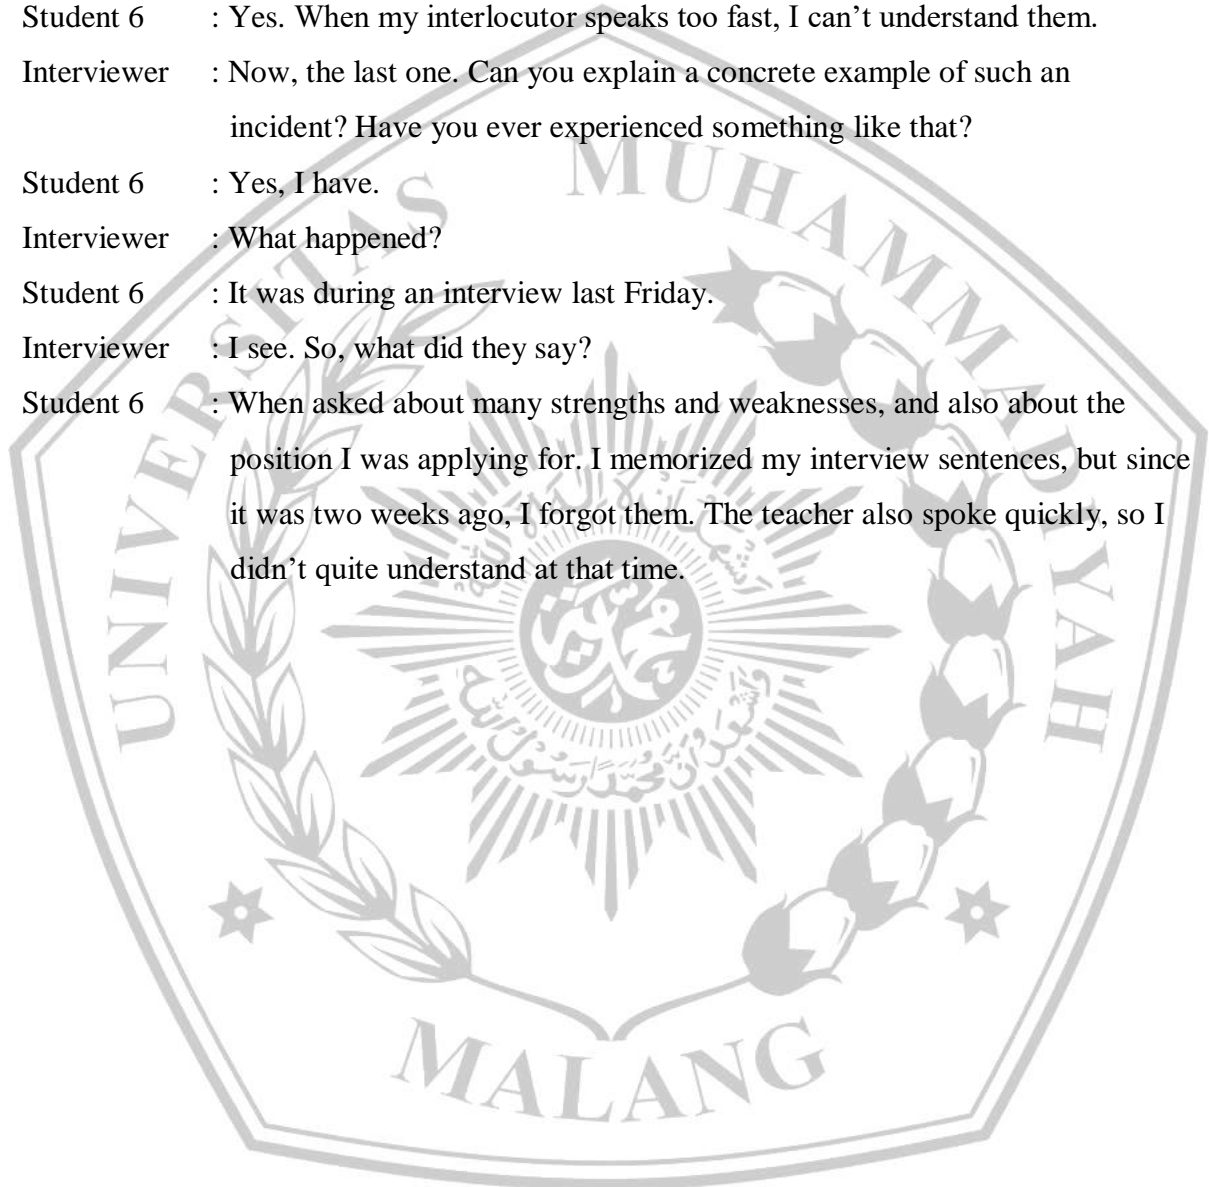 Student 6 : Yes. When my interlocutor speaks too fast, I can’t understand them.
Interviewer : Now, the last one. Can you explain a concrete example of such an
incident? Have you ever experienced something like that?
Student 6 : Yes, I have.
Interviewer : What happened?
Student 6 : It was during an interview last Friday.
Interviewer : I see. So, what did they say?
Student 6 : When asked about many strengths and weaknesses, and also about the
position I was applying for. I memorized my interview sentences, but since
it was two weeks ago, I forgot them. The teacher also spoke quickly, so I
didn’t quite understand at that time.
UNIVERSITAS MUHAMMADIYAH
MALANG